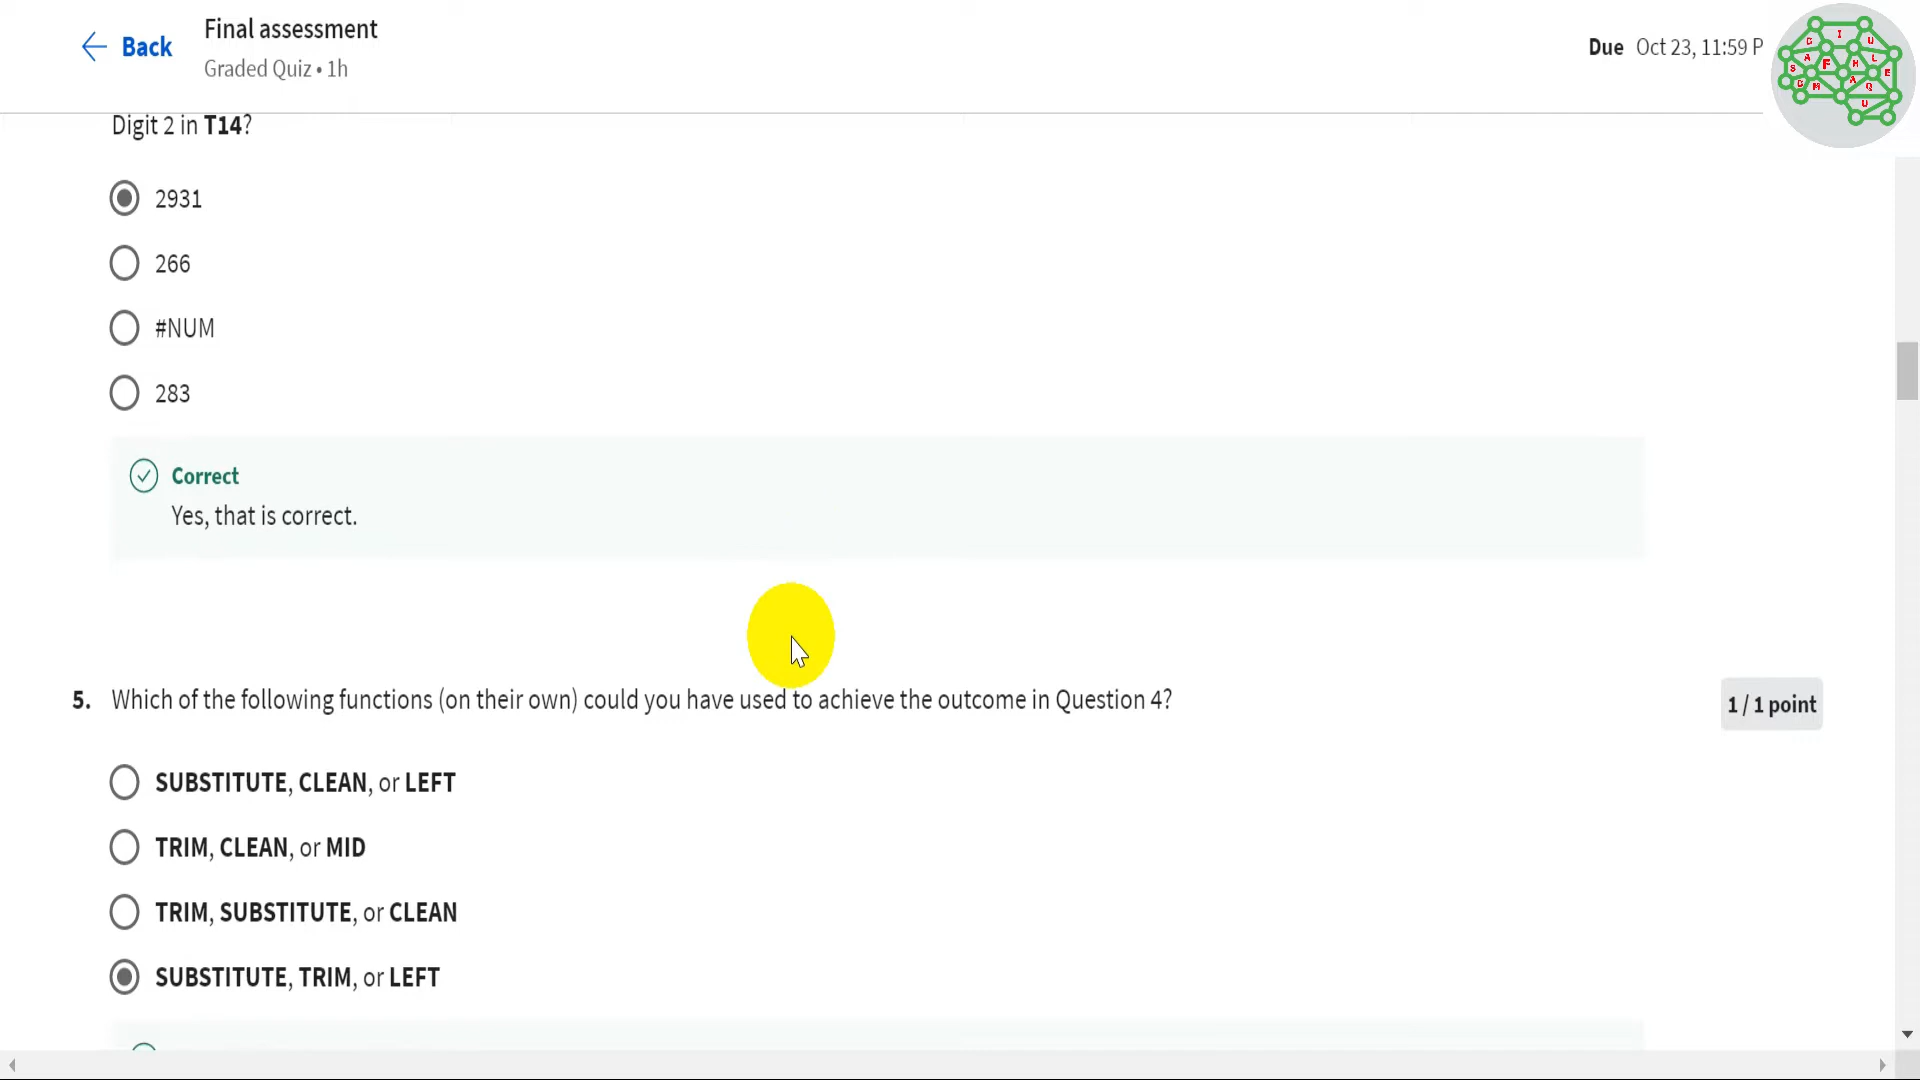 Final assessment
Back
Graded Quiz • 1h
Due Oct 23, 11:59 P
Digit 2 in T14?
2931
266
#NUM
283
Correct
Yes, that is correct.
5. Which of the following functions (on their own) could you have used to achieve the outcome in Question 4?
1 / 1 point
SUBSTITUTE, CLEAN, or LEFT
TRIM, CLEAN, or MID
TRIM, SUBSTITUTE, or CLEAN
SUBSTITUTE, TRIM, or LEFT